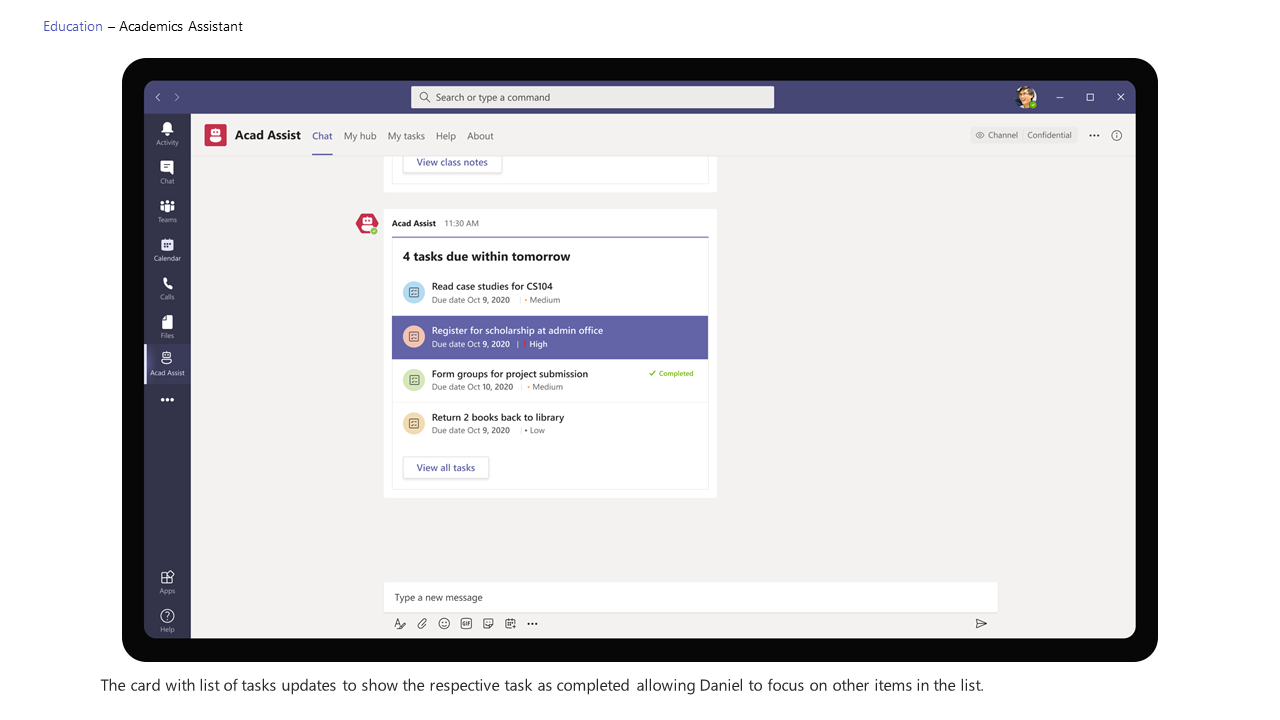 Education – Academics Assistant
Search or type a command
Activity
Chat
Teams
Calendar
Calls
Files
Acad Assist
Apps
Help
Acad Assist Chat My hub My tasks Help About
Channel Confidential
View class notes
Acad Assist 11:30 AM
4 tasks due within tomorrow
Read case studies for CS104
Due date Oct 9, 2020 | • Medium
Register for scholarship at admin office
Due date Oct 9, 2020 | ! High
Form groups for project submission
Completed
Due date Oct 10, 2020 | • Medium
Return 2 books back to library
Due date Oct 9, 2020 | • Low
View all tasks
Type a new message
GIF
The card with list of tasks updates to show the respective task as completed allowing Daniel to focus on other items in the list.